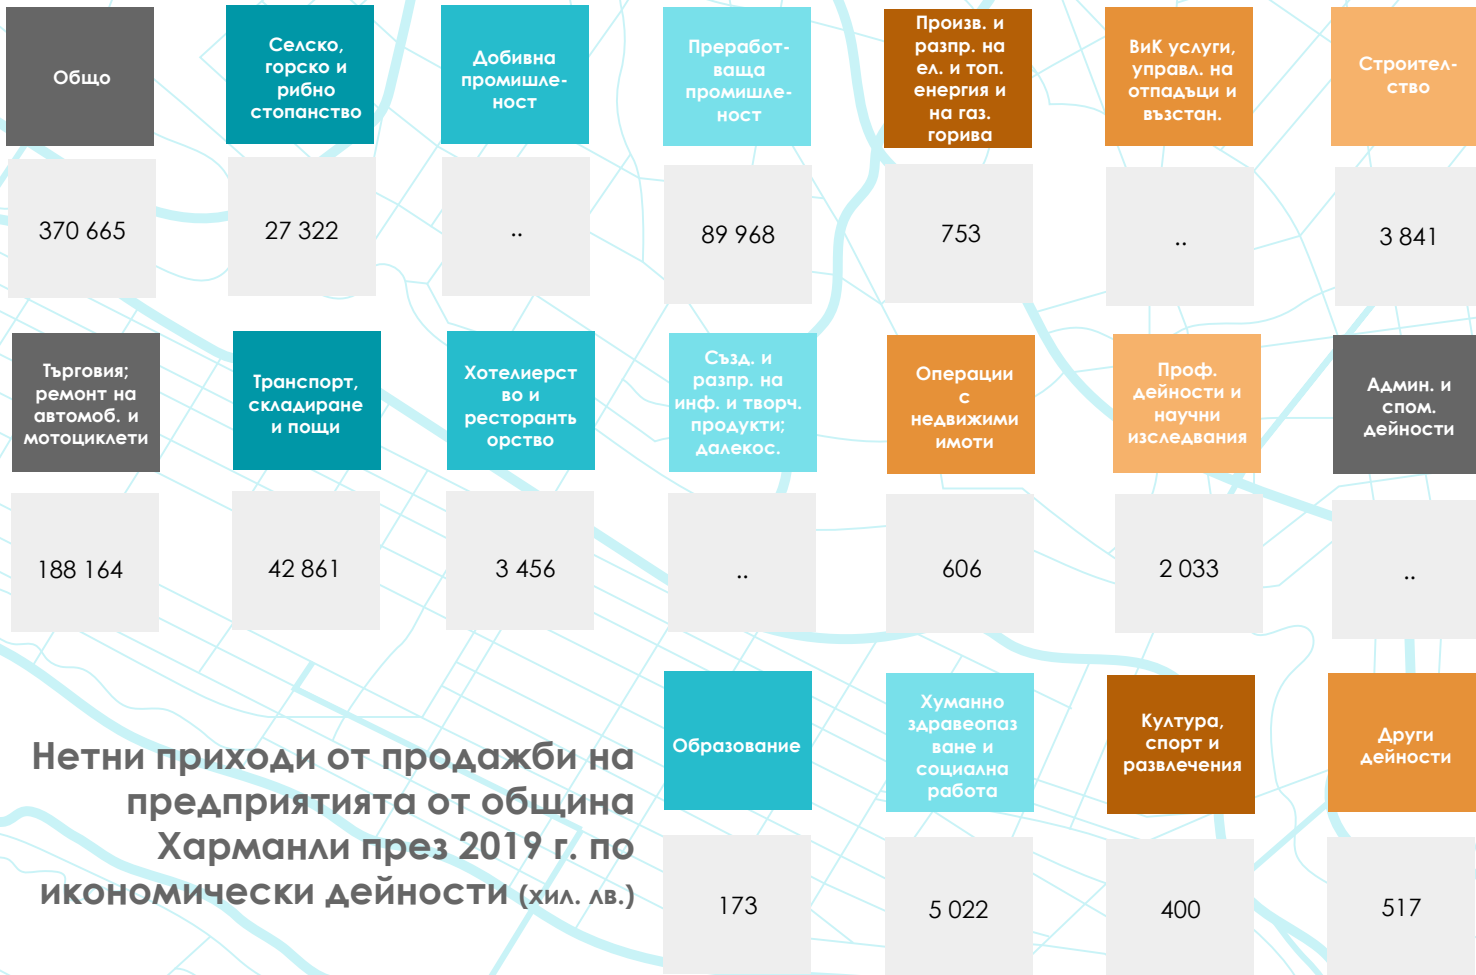 Общо
Селско,
горско и
рибно
стопанство
Добивна
промишле-
ност
Преработ-
ваща
промишле-
ност
Произв. и
разпр. на
ел. и топ.
енергия и
на газ.
горива
ВиК услуги,
управл. на
отпадъци и
възстан.
Строител-
ство
370 665
27 322
..
89 968
753
..
3 841
Търговия;
ремонт на
автомоб. и
мотоциклети
Транспорт,
складиране
и пощи
Хотелиерст
во и
ресторантъ
орство
Създ. и
разпр. на
инф. и творч.
продукти;
далекос.
Операции
с
недвижими
имоти
Проф.
дейности и
научни
изследвания
Админ. и
спом.
дейности
188 164
42 861
3 456
..
606
2 033
..
Нетни приходи от продажби на
предприятията от община
Харманли през 2019 г. по
икономически дейности (хил. лв.)
Образование
Хуманно
здравеопаз
ване и
социална
работа
Култура,
спорт и
развлечения
Други
дейности
173
5 022
400
517